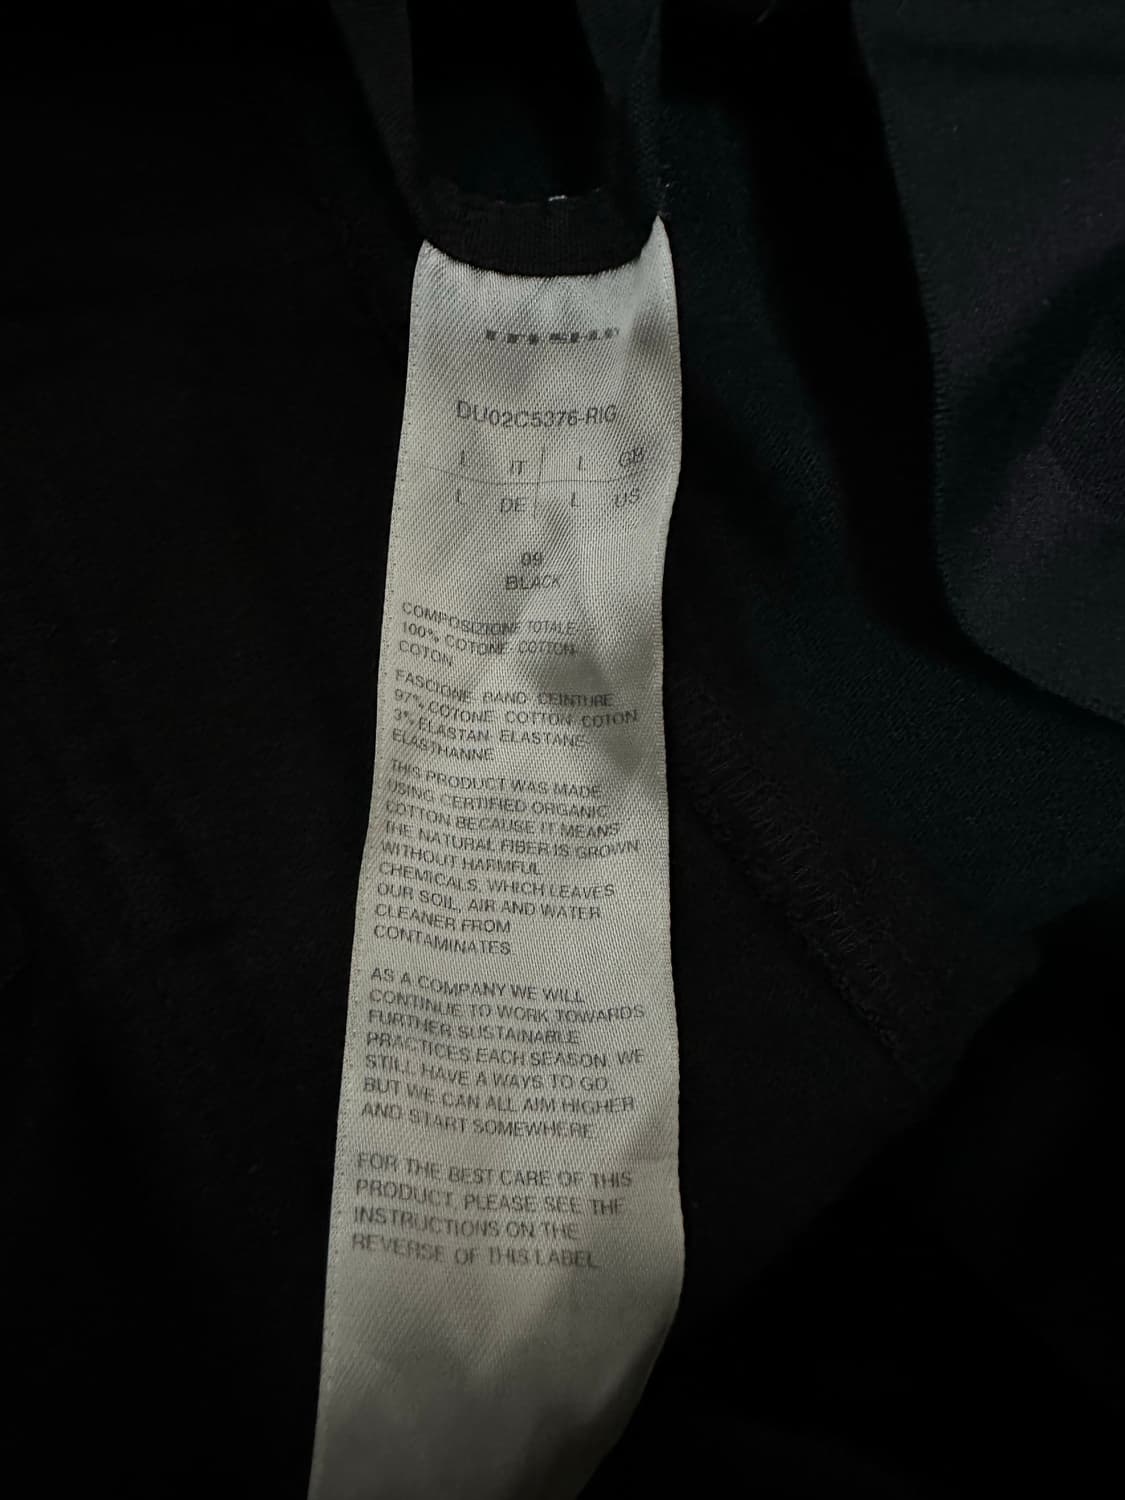 DU02C5376-RIG
L IT L GB
L DE L US
09
BLACK
COMPOSIZIONE TOTALE
100% COTONE COTTON
COTON
FASCIONE BAND CEINTURE
97% COTONE COTTON COTON
3% ELASTAN ELASTANE
ELASTHANNE
THIS PRODUCT WAS MADE
USING CERTIFIED ORGANIC
COTTON BECAUSE IT MEANS
THE NATURAL FIBER IS GROWN
WITHOUT HARMFUL
CHEMICALS, WHICH LEAVES
OUR SOIL, AIR AND WATER
CLEANER FROM
CONTAMINATES.
AS A COMPANY WE WILL
CONTINUE TO WORK TOWARDS
FURTHER SUSTAINABLE
PRACTICES EACH SEASON. WE
STILL HAVE A WAYS TO GO,
BUT WE CAN ALL AIM HIGHER
AND START SOMEWHERE.
FOR THE BEST CARE OF THIS
PRODUCT, PLEASE SEE THE
INSTRUCTIONS ON THE
REVERSE OF THIS LABEL